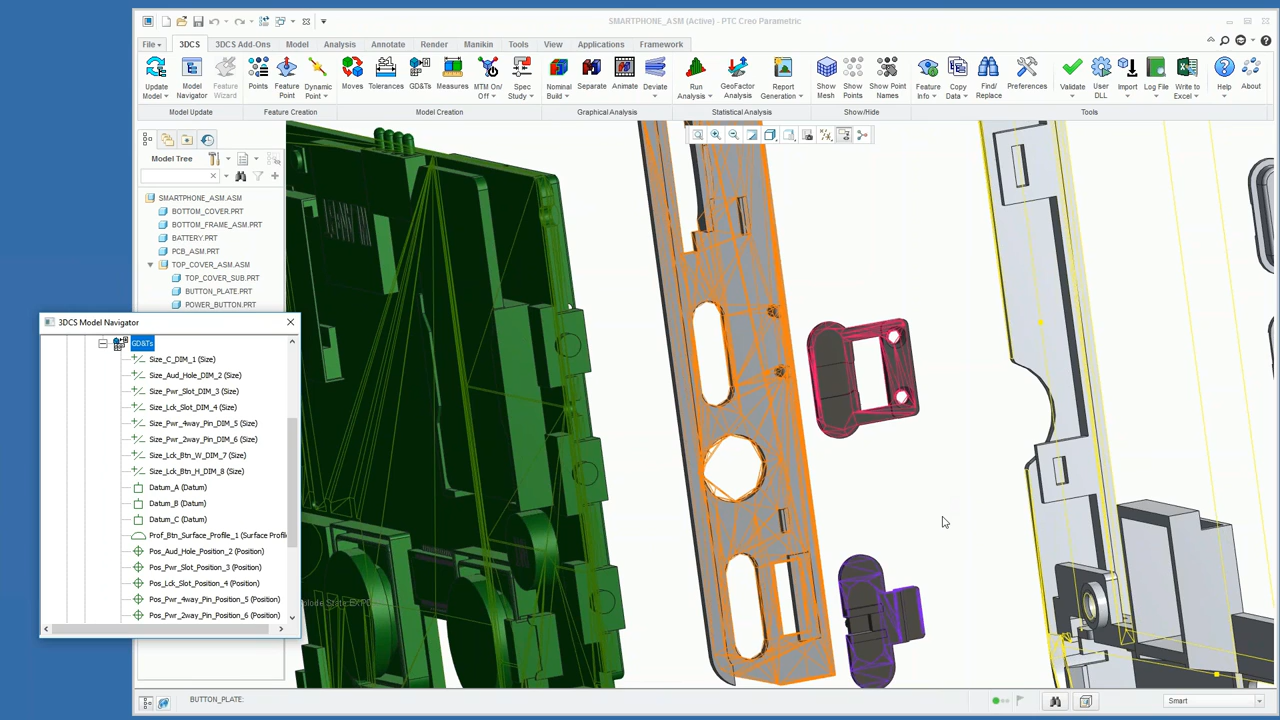 SMARTPHONE_ASM (Active) - PTC Creo Parametric
File 3DCS 3DCS Add-Ons Model Analysis Annotate Render Manikin Tools View Applications Framework
Update Model Model Navigator Feature Wizard Points Feature Point Dynamic Point Moves Tolerances GD&Ts Measures MTM On/Off Spec Study Nominal Build Separate Animate Deviate Run Analysis GeoFactor Analysis Report Generation Show Mesh Show Points Show Point Names Feature Info Copy Data Find/Replace Preferences Validate User DLL Import Log File Write to Excel Help About
Model Update Feature Creation Model Creation Graphical Analysis Statistical Analysis Show/Hide Tools
Model Tree
SMARTPHONE_ASM.ASM
BOTTOM_COVER.PRT
BOTTOM_FRAME_ASM.PRT
BATTERY.PRT
PCB_ASM.PRT
TOP_COVER_ASM.ASM
TOP_COVER_SUB.PRT
BUTTON_PLATE.PRT
POWER_BUTTON.PRT
3DCS Model Navigator
GD&Ts
Size_C_DIM_1 (Size)
Size_Aud_Hole_DIM_2 (Size)
Size_Pwr_Slot_DIM_3 (Size)
Size_Lck_Slot_DIM_4 (Size)
Size_Pwr_4way_Pin_DIM_5 (Size)
Size_Pwr_2way_Pin_DIM_6 (Size)
Size_Lck_Btn_W_DIM_7 (Size)
Size_Lck_Btn_H_DIM_8 (Size)
Datum_A (Datum)
Datum_B (Datum)
Datum_C (Datum)
Prof_Btn_Surface_Profile_1 (Surface Profil
Pos_Aud_Hole_Position_2 (Position)
Pos_Pwr_Slot_Position_3 (Position)
Pos_Lck_Slot_Position_4 (Position)
Pos_Pwr_4way_Pin_Position_5 (Position)
Pos_Pwr_2way_Pin_Position_6 (Position)
BUTTON_PLATE:
Smart